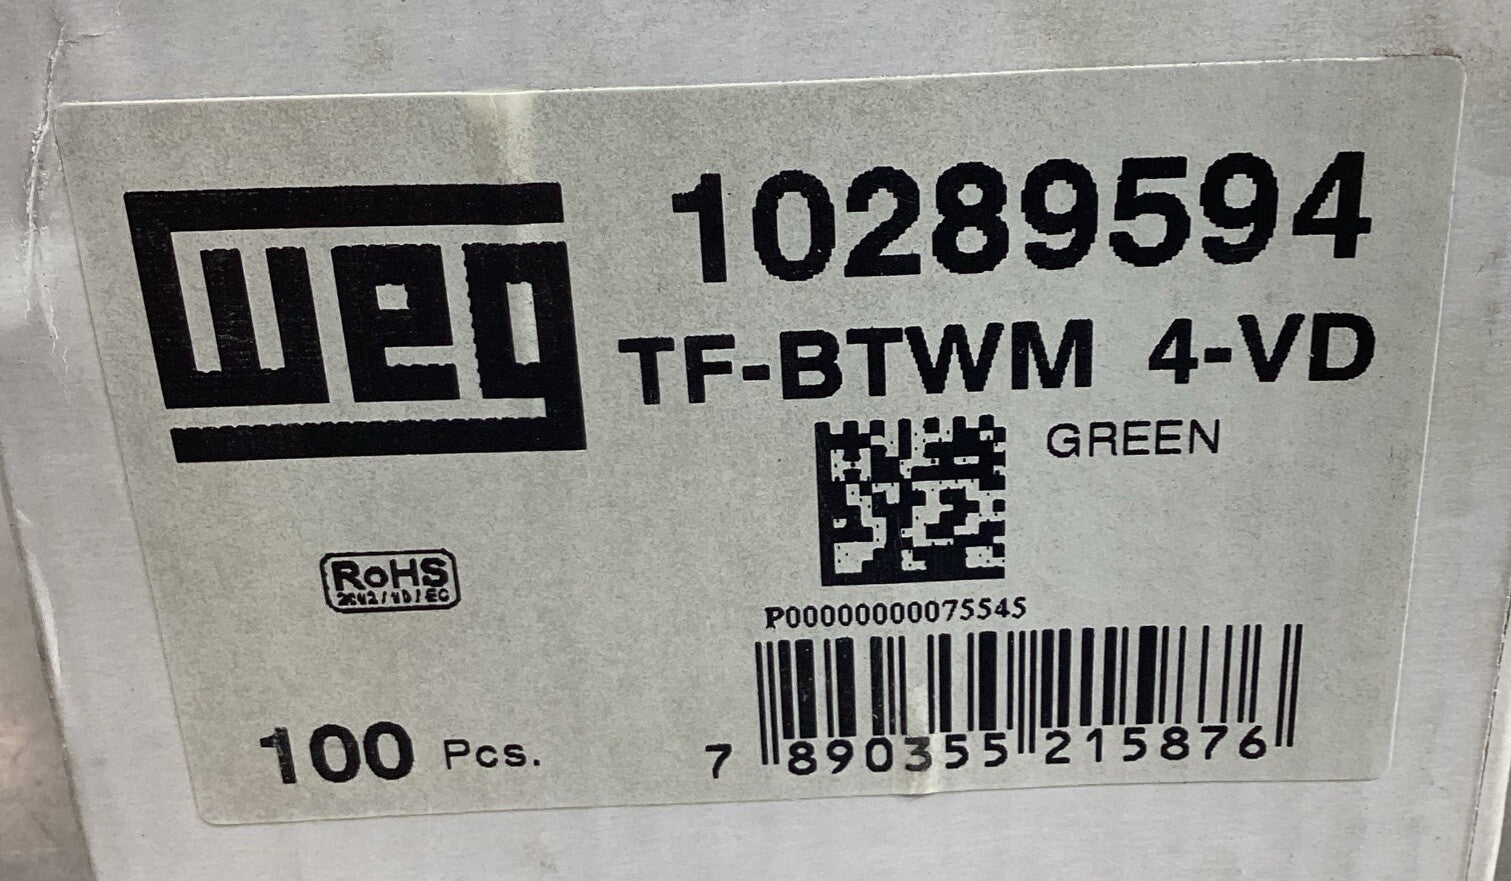 weg
10289594
TF-BTWM 4-VD
GREEN
RoHS
2002/95/EC
P00000000075545
100 Pcs.
7 890355 215876